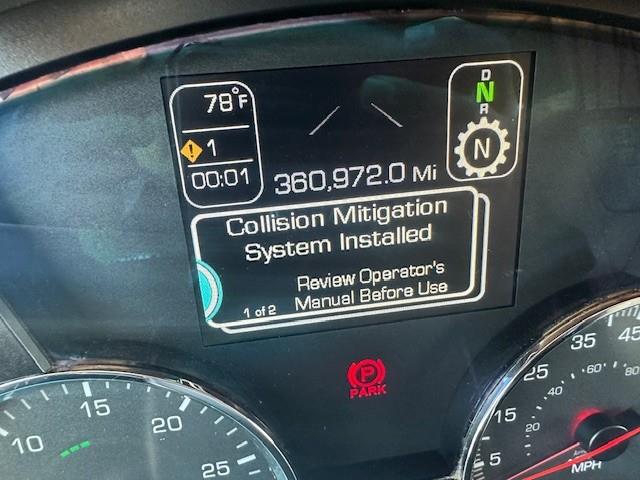 78°F
D
N
R
1
00:01
N
360,972.0 Mi
Collision Mitigation
System Installed
Review Operator's
1 of 2 Manual Before Use
P
PARK
10 15 20 25
5 15 25 35 45
20 40 60 80
MPH